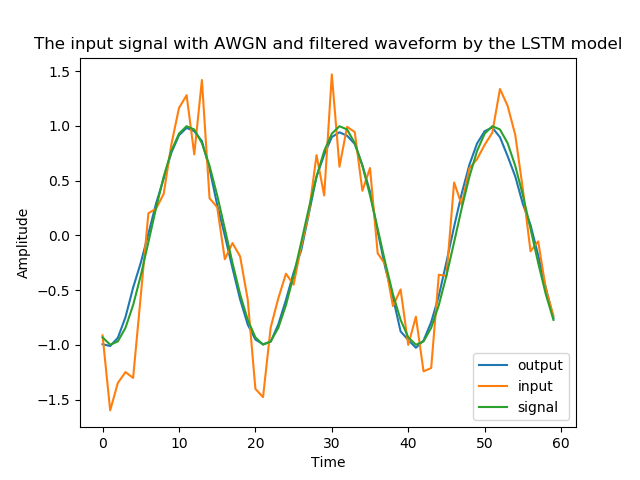 The input signal with AWGN and filtered waveform by the LSTM model
1.5
1.0
0.5
0.0
−0.5
−1.0
−1.5
Amplitude
output
input
signal
0 10 20 30 40 50 60
Time